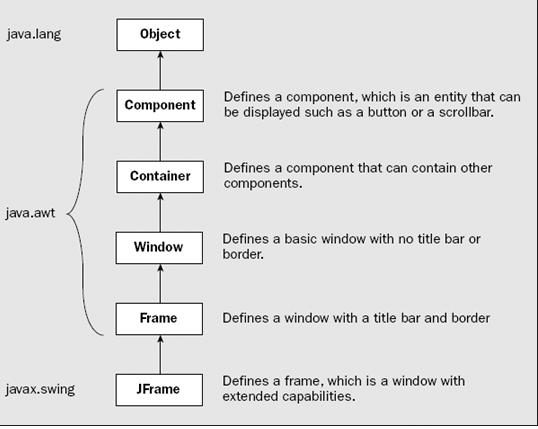 java.lang
Object
Component
Defines a component, which is an entity that can
be displayed such as a button or a scrollbar.
Container
Defines a component that can contain other
components.
java.awt
Window
Defines a basic window with no title bar or
border.
Frame
Defines a window with a title bar and border
javax.swing
JFrame
Defines a frame, which is a window with
extended capabilities.